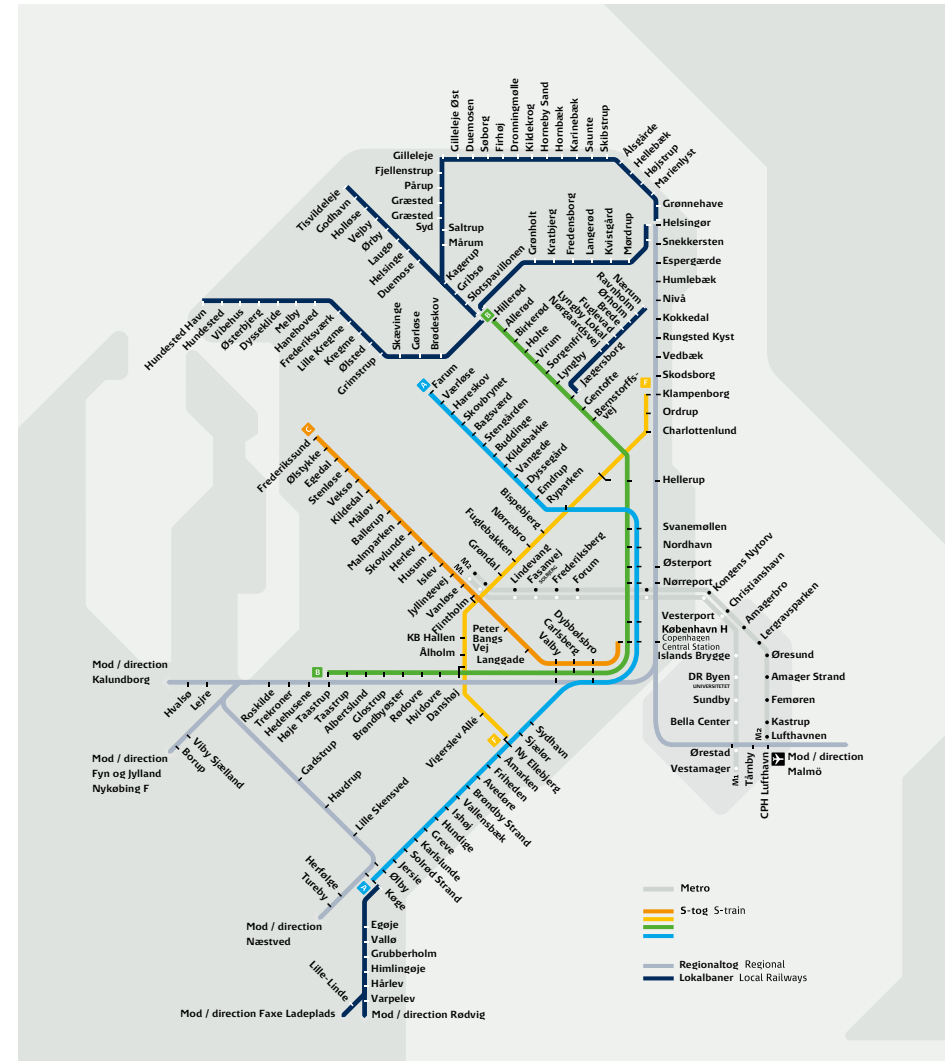 Gilleleje Øst
Duemosen
Søborg
Firhøj
Dronningmølle
Kildekrog
Horneby Sand
Hornbæk
Karinebæk
Saunte
Skibstrup
Ålsgårde
Hellebæk
Højstrup
Marienlyst
Gilleleje
Fjellenstrup
Pårup
Græsted
Græsted
Syd
Saltrup
Mårum
Kagerup
Gribsø
Slotspavillonen
Grønholt
Kratbjerg
Fredensborg
Langerød
Kvistgård
Mørdrup
Tisvildeleje
Godhavn
Holløse
Vejby
Ørby
Laugø
Helsinge
Duemose
Grønnehave
Helsingør
Snekkersten
Espergærde
Humlebæk
Nivå
Kokkedal
Rungsted Kyst
Vedbæk
Skodsborg
Klampenborg
Ordrup
Charlottenlund
Hellerup
Svanemøllen
Nordhavn
Østerport
Nørreport
Vesterport
København H
Copenhagen
Central Station
Hundested Havn
Hundested
Vibehus
Østerbjerg
Dyssekilde
Melby
Hanehoved
Frederiksværk
Lille Kregme
Kregme
Ølsted
Grimstrup
Skævinge
Gørløse
Brødeskov
B
Hillerød
Allerød
Birkerød
Holte
Virum
Sorgenfri
Lyngby
Jægersborg
Gentofte
Bernstorffs-
vej
Nærum
Ravnholm
Ørholm
Brede
Fuglevad
Lyngby Lokal
Nørgaardsvej
F
A
Farum
Værløse
Hareskov
Skovbrynet
Bagsværd
Stengården
Buddinge
Kildebakke
Vangede
Dyssegård
Emdrup
Ryparken
Bispebjerg
Nørrebro
Fuglebakken
Grøndal
C
Frederikssund
Ølstykke
Egedal
Stenløse
Veksø
Kildedal
Måløv
Ballerup
Malmparken
Skovlunde
Herlev
Husum
Islev
Jyllingevej
Vanløse
Flintholm
M2
M1
Lindevang
Fasanvej
SOLBJERG
Frederiksberg
Forum
Kongens Nytorv
Christianshavn
Amagerbro
Lergravsparken
Øresund
Amager Strand
Femøren
Kastrup
Lufthavnen
M2
Islands Brygge
DR Byen
UNIVERSITETET
Sundby
Bella Center
Ørestad
Vestamager
M1
Tårnby
CPH Lufthavn
Mod / direction
Malmö
KB Hallen
Ålholm
Peter
Bangs
Vej
Langgade
Valby
Carlsberg
Dybbølsbro
Mod / direction
Kalundborg
B
Hvalsø
Lejre
Roskilde
Trekroner
Hedehusene
Høje Taastrup
Taastrup
Albertslund
Glostrup
Brøndbyøster
Rødovre
Hvidovre
Danshøj
Vigerslev Allé
Mod / direction
Fyn og Jylland
Nykøbing F
Viby Sjælland
Borup
Gadstrup
Havdrup
Lille Skensved
Herfølge
Tureby
Mod / direction
Næstved
Sydhavn
Sjælør
Ny Ellebjerg
Åmarken
Friheden
Avedøre
Brøndby Strand
Vallensbæk
Ishøj
Hundige
Greve
Karlslunde
Solrød Strand
Jersie
Ølby
Køge
Egøje
Vallø
Grubberholm
Himlingøje
Hårlev
Varpelev
Lille-Linde
Mod / direction Faxe Ladeplads
Mod / direction Rødvig
Metro
S-tog S-train
Regionaltog Regional
Lokalbaner Local Railways